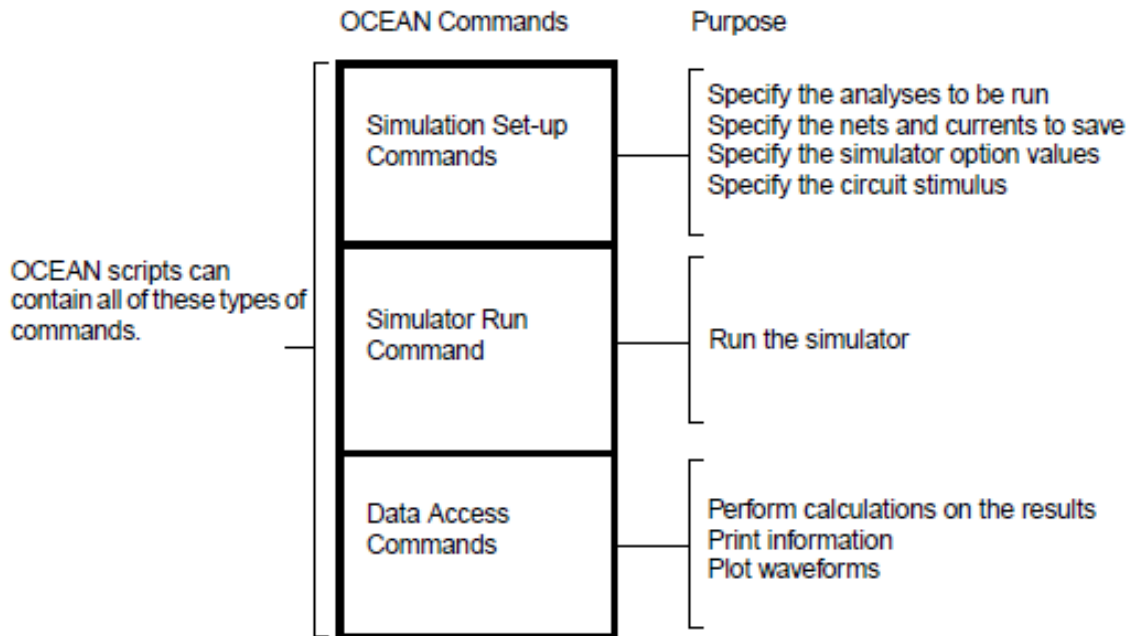 OCEAN Commands
Purpose
Simulation Set-up
Commands
Specify the analyses to be run
Specify the nets and currents to save
Specify the simulator option values
Specify the circuit stimulus
OCEAN scripts can
contain all of these types of
commands.
Simulator Run
Command
Run the simulator
Data Access
Commands
Perform calculations on the results
Print information
Plot waveforms